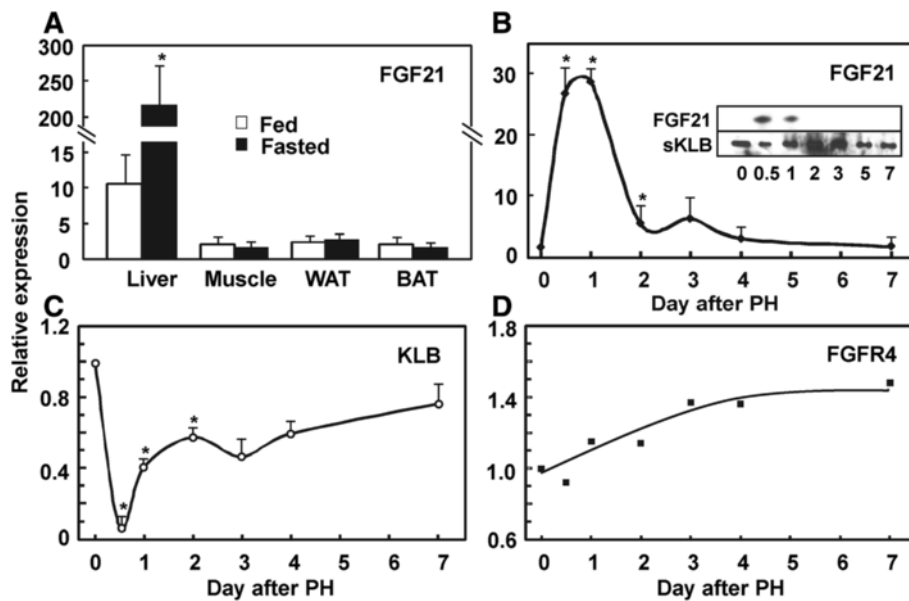 A
B
300
FGF21
*
200
Fed
Fasted
15
10
5
0
Liver Muscle WAT BAT
Relative expression
30
20
10
0
* *
*
FGF21
FGF21
sKLB
0 0.5 1 2 3 5 7
0 1 2 3 4 5 6 7
Day after PH
C
1.2
0.8
0.4
0
KLB
*
*
*
0 1 2 3 4 5 6 7
Day after PH
D
1.8
1.4
1.0
0.6
FGFR4
0 1 2 3 4 5 6 7
Day after PH